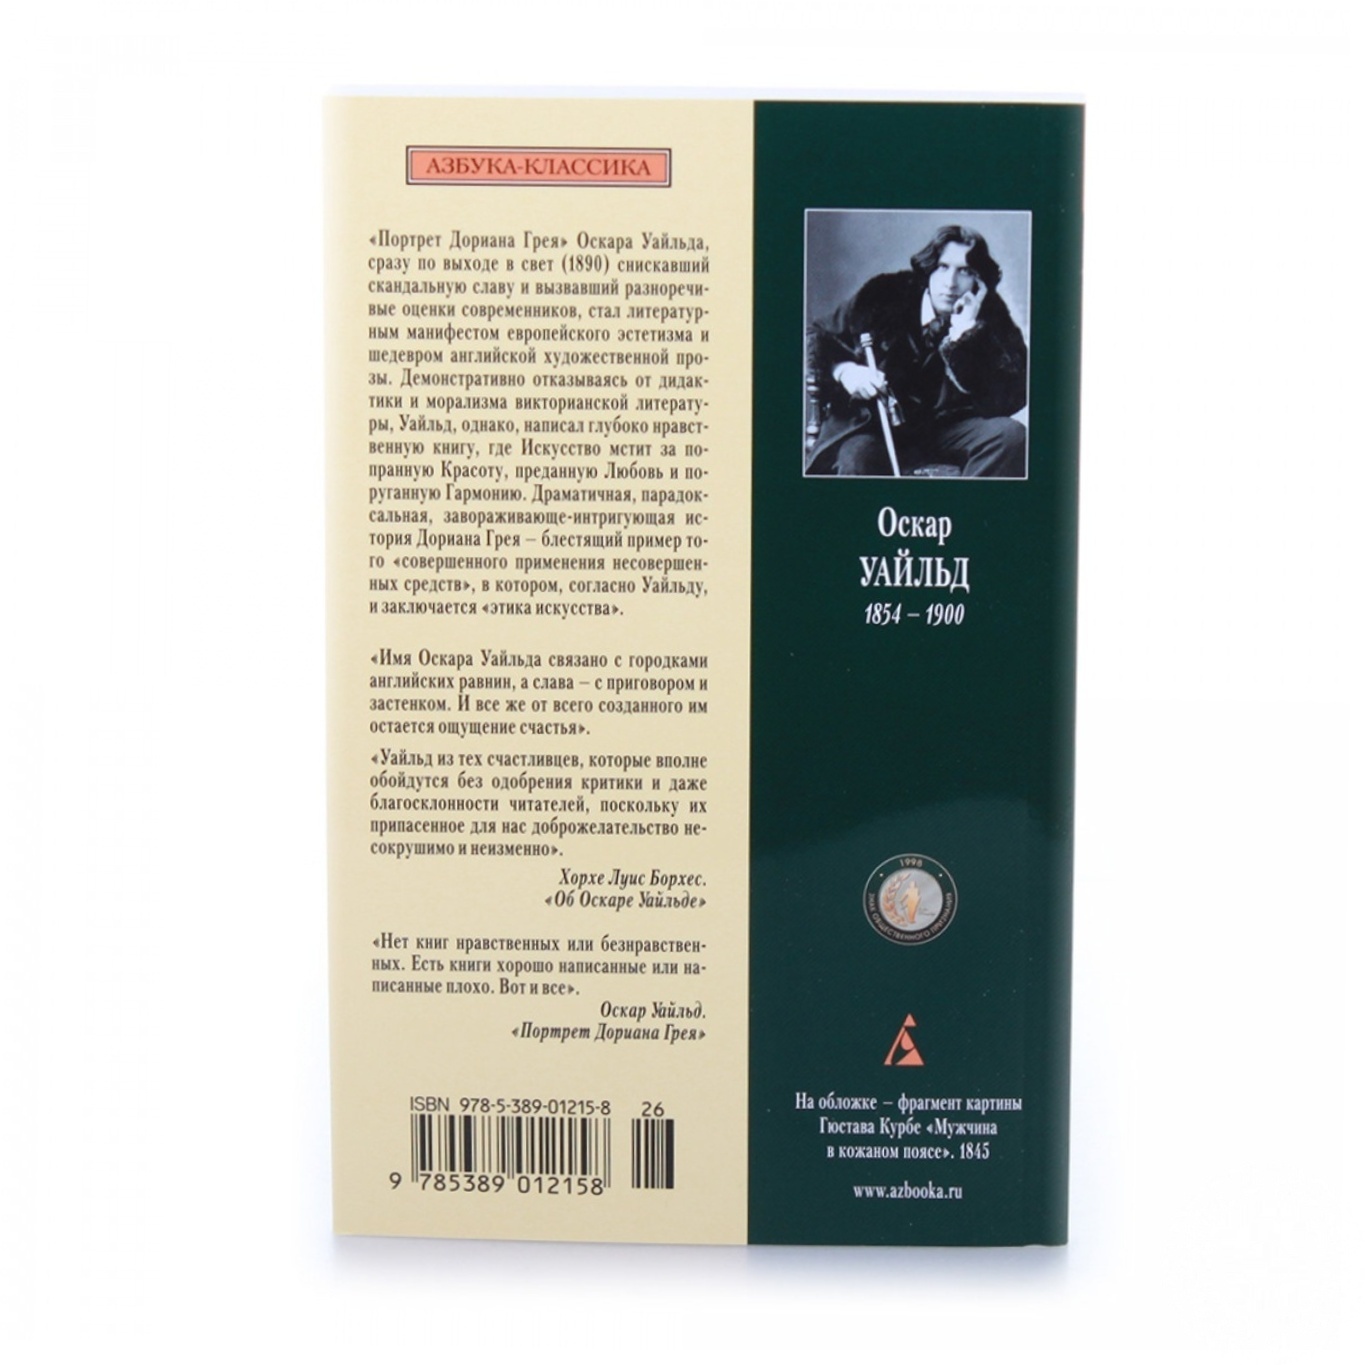 АЗБУКА-КЛАССИКА
«Портрет Дориана Грея» Оскара Уайльда,
сразу по выходе в свет (1890) снискавший
скандальную славу и вызвавший разноречи-
вые оценки современников, стал литератур-
ным манифестом европейского эстетизма и
шедевром английской художественной про-
зы. Демонстративно отказываясь от дидак-
тики и морализма викторианской литерату-
ры, Уайльд, однако, написал глубоко нравст-
венную книгу, где Искусство мстит за по-
пранную Красоту, преданную Любовь и по-
руганную Гармонию. Драматичная, парадок-
сальная, завораживающе-интригующая ис-
тория Дориана Грея – блестящий пример то-
го «совершенного применения несовершен-
ных средств», в котором, согласно Уайльду,
и заключается «этика искусства».
«Имя Оскара Уайльда связано с городками
английских равнин, а слава – с приговором и
застенком. И все же от всего созданного им
остается ощущение счастья».
«Уайльд из тех счастливцев, которые вполне
обойдутся без одобрения критики и даже
благосклонности читателей, поскольку их
припасенное для нас доброжелательство не-
сокрушимо и неизменно».
Хорхе Луис Борхес.
«Об Оскаре Уайльде»
«Нет книг нравственных или безнравствен-
ных. Есть книги хорошо написанные или на-
писанные плохо. Вот и все».
Оскар Уайльд.
«Портрет Дориана Грея»
ISBN 978-5-389-01215-8
26
9 785389 012158
Оскар
УАЙЛЬД
1854 – 1900
1998
ЗНАК ОБЩЕСТВЕННОГО ПРИЗНАНИЯ
На обложке – фрагмент картины
Гюстава Курбе «Мужчина
в кожаном поясе». 1845
www.azbooka.ru